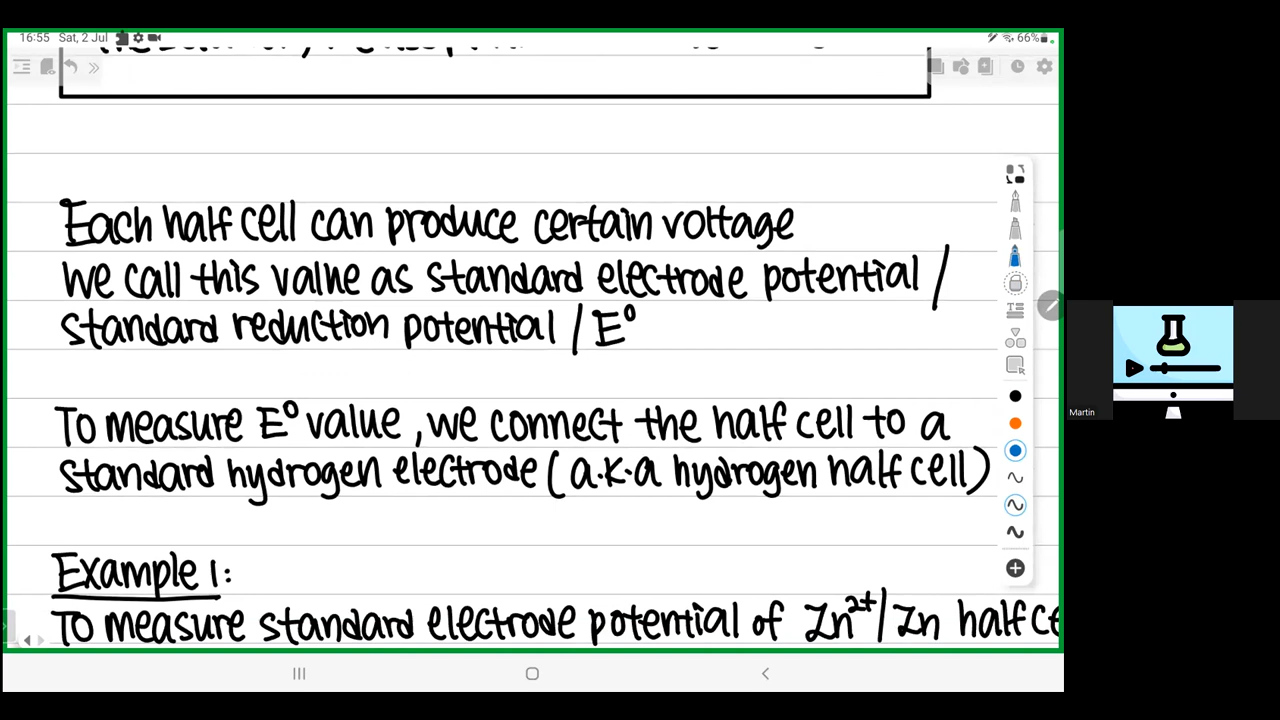 16:55 Sat, 2 Jul
66%
Each half cell can produce certain voltage
We call this value as standard electrode potential /
standard reduction potential / E⁰
To measure E⁰ value, we connect the half cell to a
standard hydrogen electrode (a.k.a hydrogen half cell)
Example 1:
To measure standard electrode potential of Zn²⁺/Zn half ce
Martin